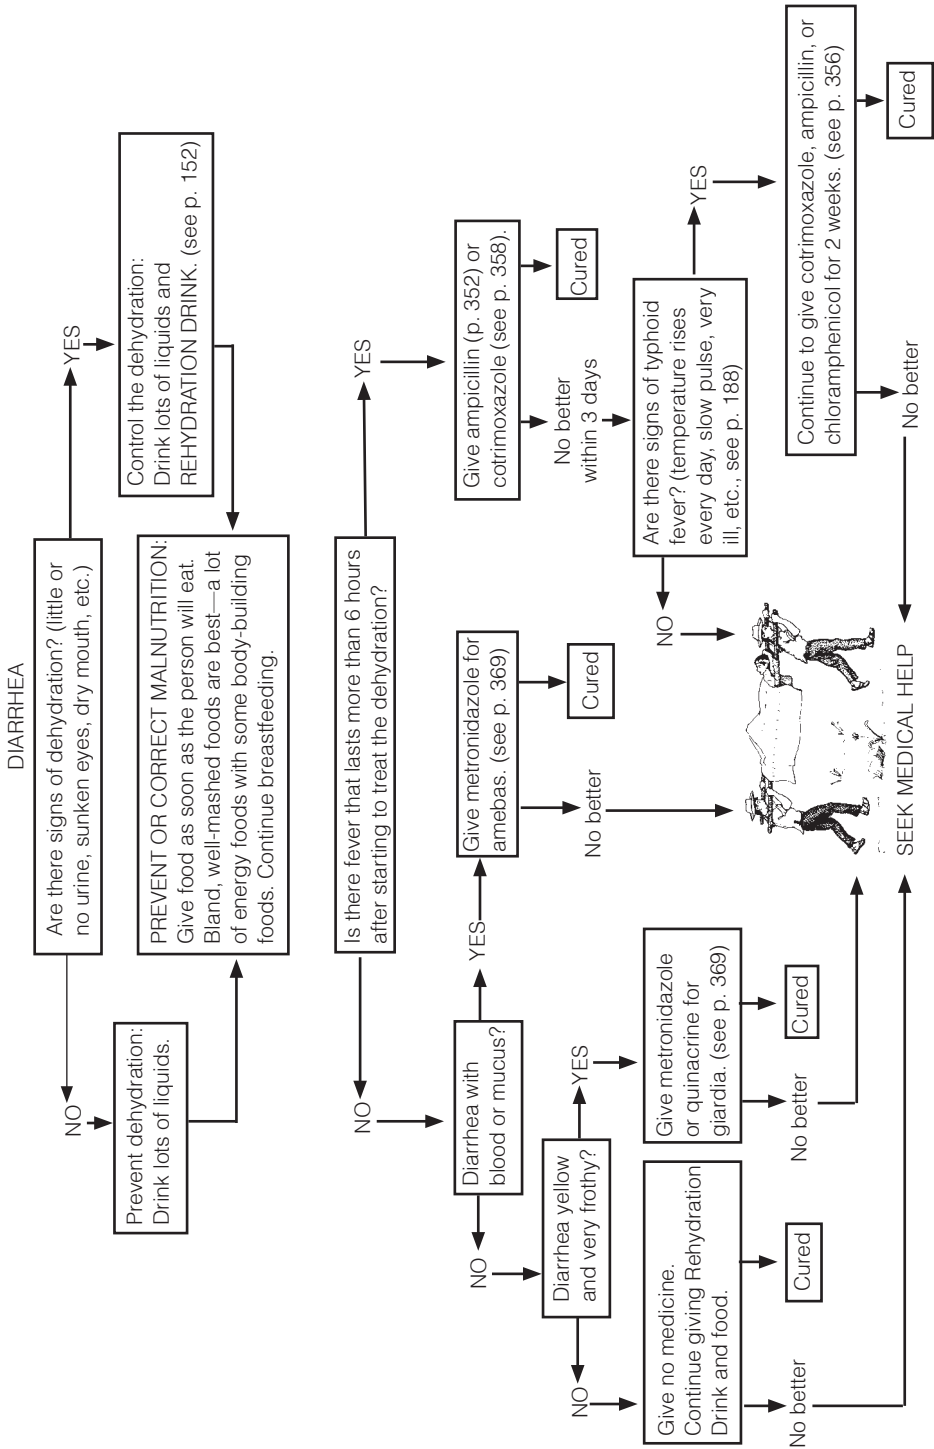 DIARRHEA
Are there signs of dehydration? (little or
no urine, sunken eyes, dry mouth, etc.)
NO
YES
Prevent dehydration:
Drink lots of liquids.
Control the dehydration:
Drink lots of liquids and
REHYDRATION DRINK. (see p. 152)
PREVENT OR CORRECT MALNUTRITION:
Give food as soon as the person will eat.
Bland, well-mashed foods are best—a lot
of energy foods with some body-building
foods. Continue breastfeeding.
Is there fever that lasts more than 6 hours
after starting to treat the dehydration?
NO
YES
Diarrhea with
blood or mucus?
YES
Give metronidazole for
amebas. (see p. 369)
Give ampicillin (p. 352) or
cotrimoxazole (see p. 358).
NO
Diarrhea yellow
and very frothy?
YES
No better
Cured
No better
within 3 days
Cured
NO
Give no medicine.
Continue giving Rehydration
Drink and food.
Give metronidazole
or quinacrine for
giardia. (see p. 369)
NO
Are there signs of typhoid
fever? (temperature rises
every day, slow pulse, very
ill, etc., see p. 188)
YES
No better
Cured
No better
Cured
Continue to give cotrimoxazole, ampicillin, or
chloramphenicol for 2 weeks. (see p. 356)
SEEK MEDICAL HELP
No better
Cured